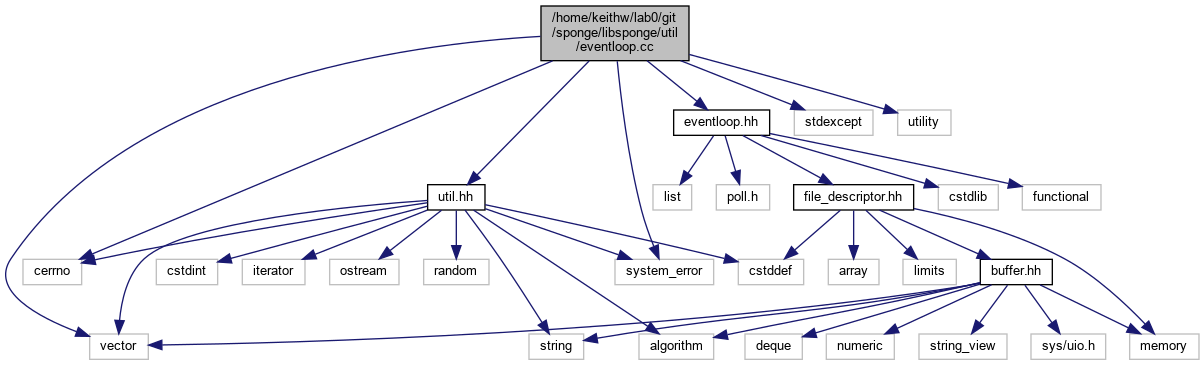 /home/keithw/lab0/git
/sponge/libsponge/util
/eventloop.cc
eventloop.hh
stdexcept
utility
util.hh
list
poll.h
file_descriptor.hh
cstdlib
functional
cerrno
cstdint
iterator
ostream
random
system_error
cstddef
array
limits
buffer.hh
vector
string
algorithm
deque
numeric
string_view
sys/uio.h
memory